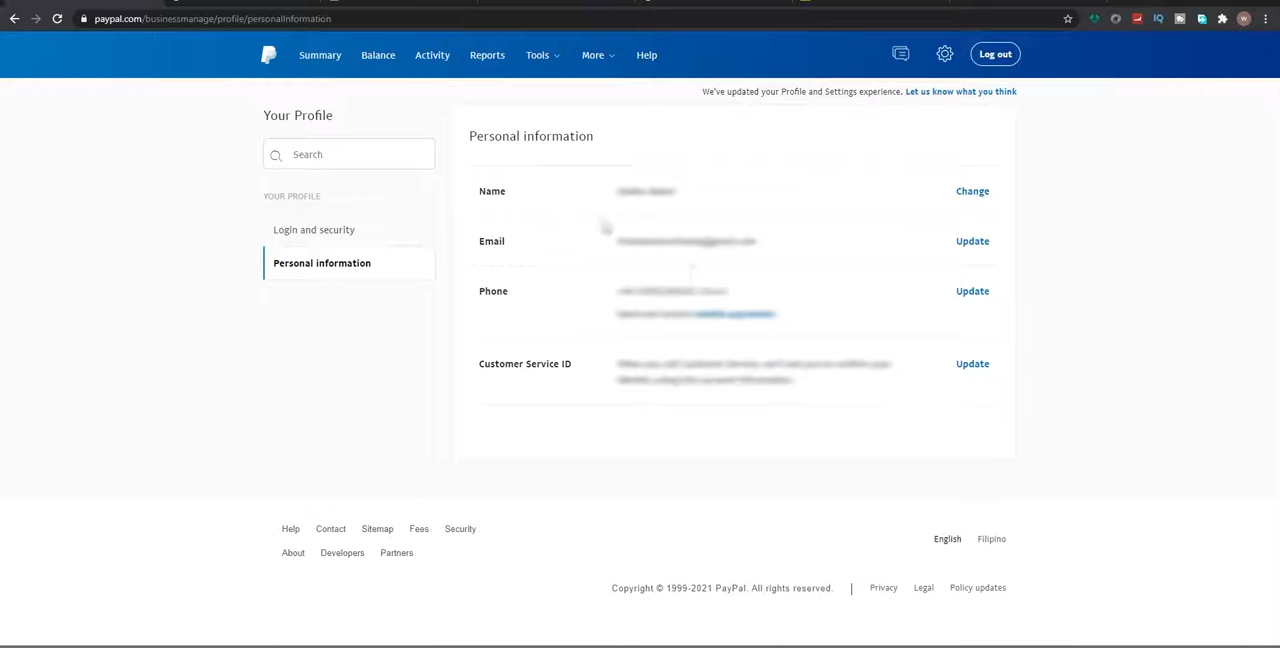 paypal.com/businessmanage/profile/personalInformation
Summary Balance Activity Reports Tools More Help Log out
We've updated your Profile and Settings experience. Let us know what you think
Your Profile
Search
YOUR PROFILE
Login and security
Personal information
Personal information
Name Change
Email Update
Phone Update
Customer Service ID Update
Help Contact Sitemap Fees Security
About Developers Partners
English Filipino
Copyright © 1999-2021 PayPal. All rights reserved. | Privacy Legal Policy updates